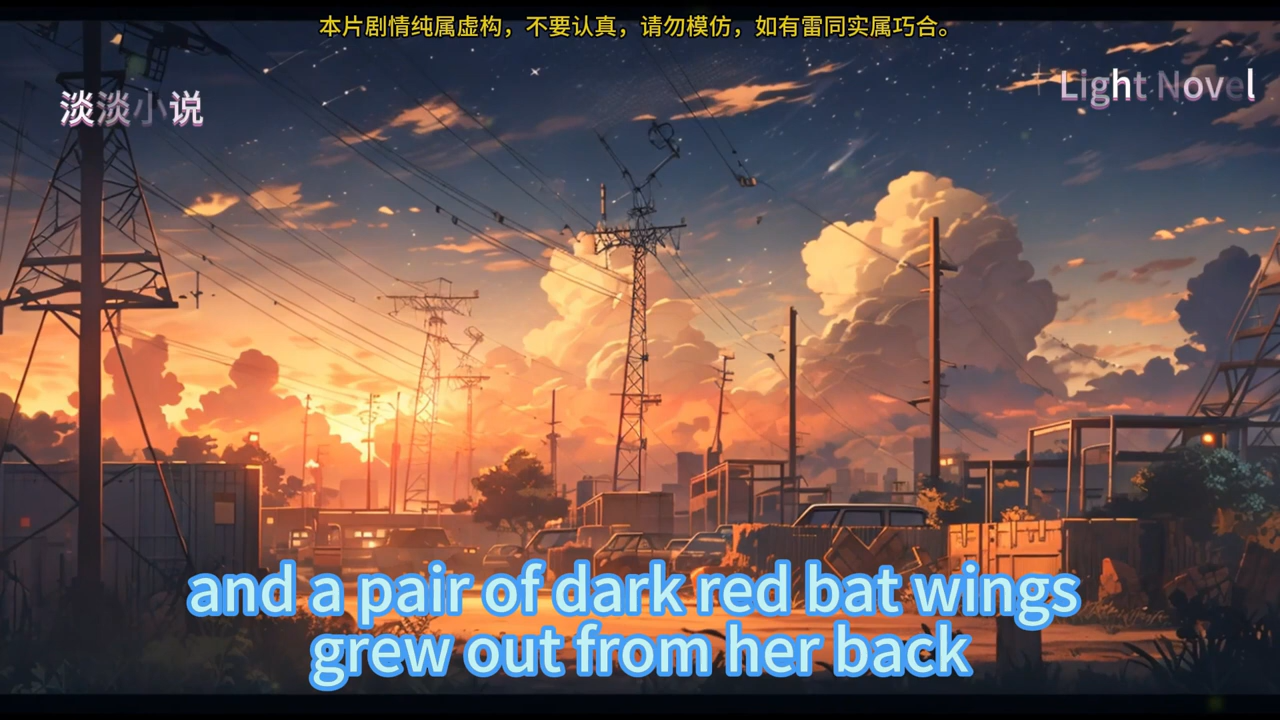 本片剧情纯属虚构，不要认真，请勿模仿，如有雷同实属巧合。
淡淡小说
Light Novel
and a pair of dark red bat wings
grew out from her back